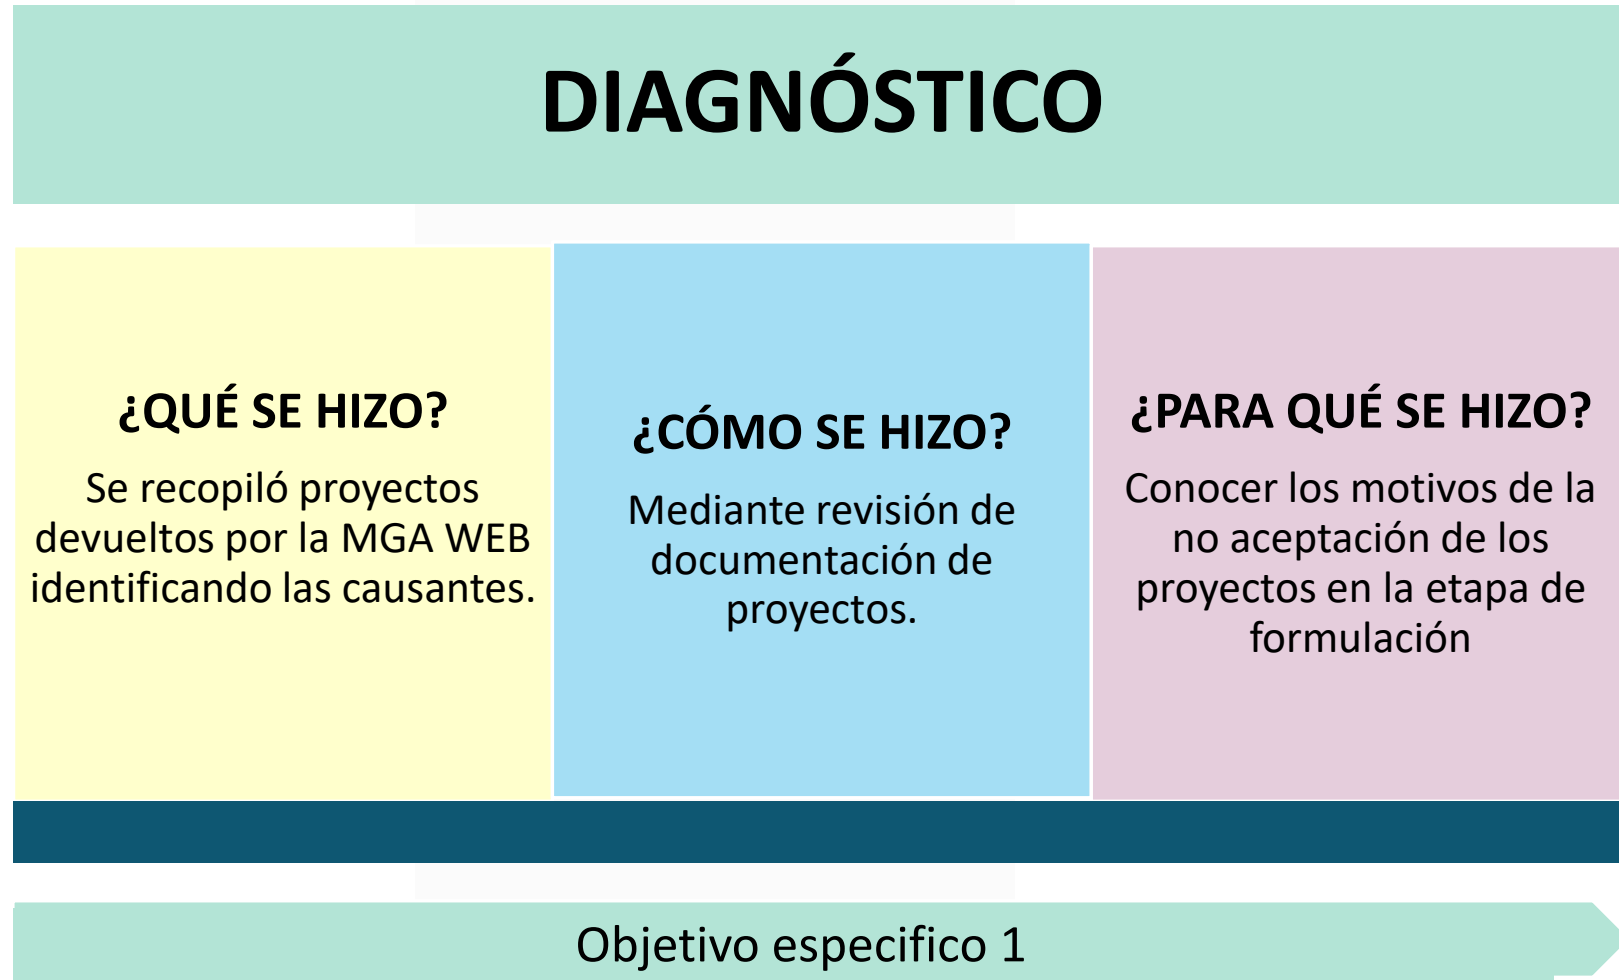 DIAGNÓSTICO
¿QUÉ SE HIZO?
Se recopiló proyectos
devueltos por la MGA WEB
identificando las causantes.
¿CÓMO SE HIZO?
Mediante revisión de
documentación de
proyectos.
¿PARA QUÉ SE HIZO?
Conocer los motivos de la
no aceptación de los
proyectos en la etapa de
formulación
Objetivo especifico 1